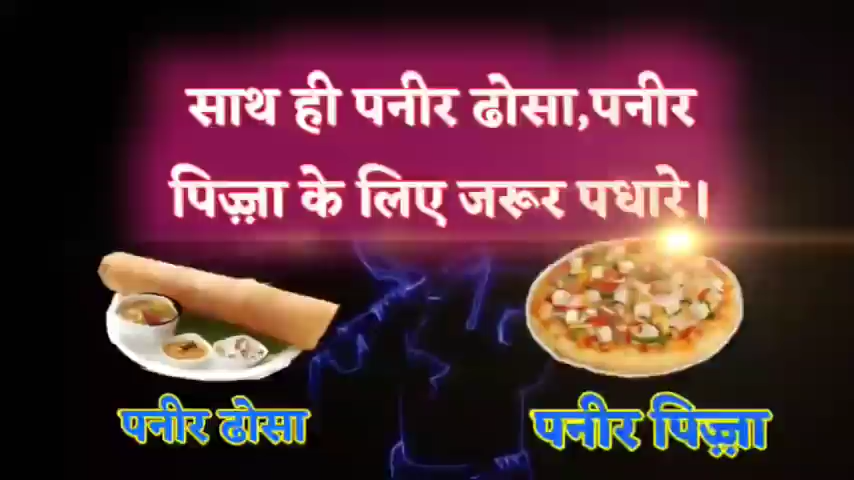 साथ ही पनीर ढोसा,पनीर
पिज़्ज़ा के लिए जरूर पधारे।
पनीर ढोसा
पनीर पिज़्ज़ा